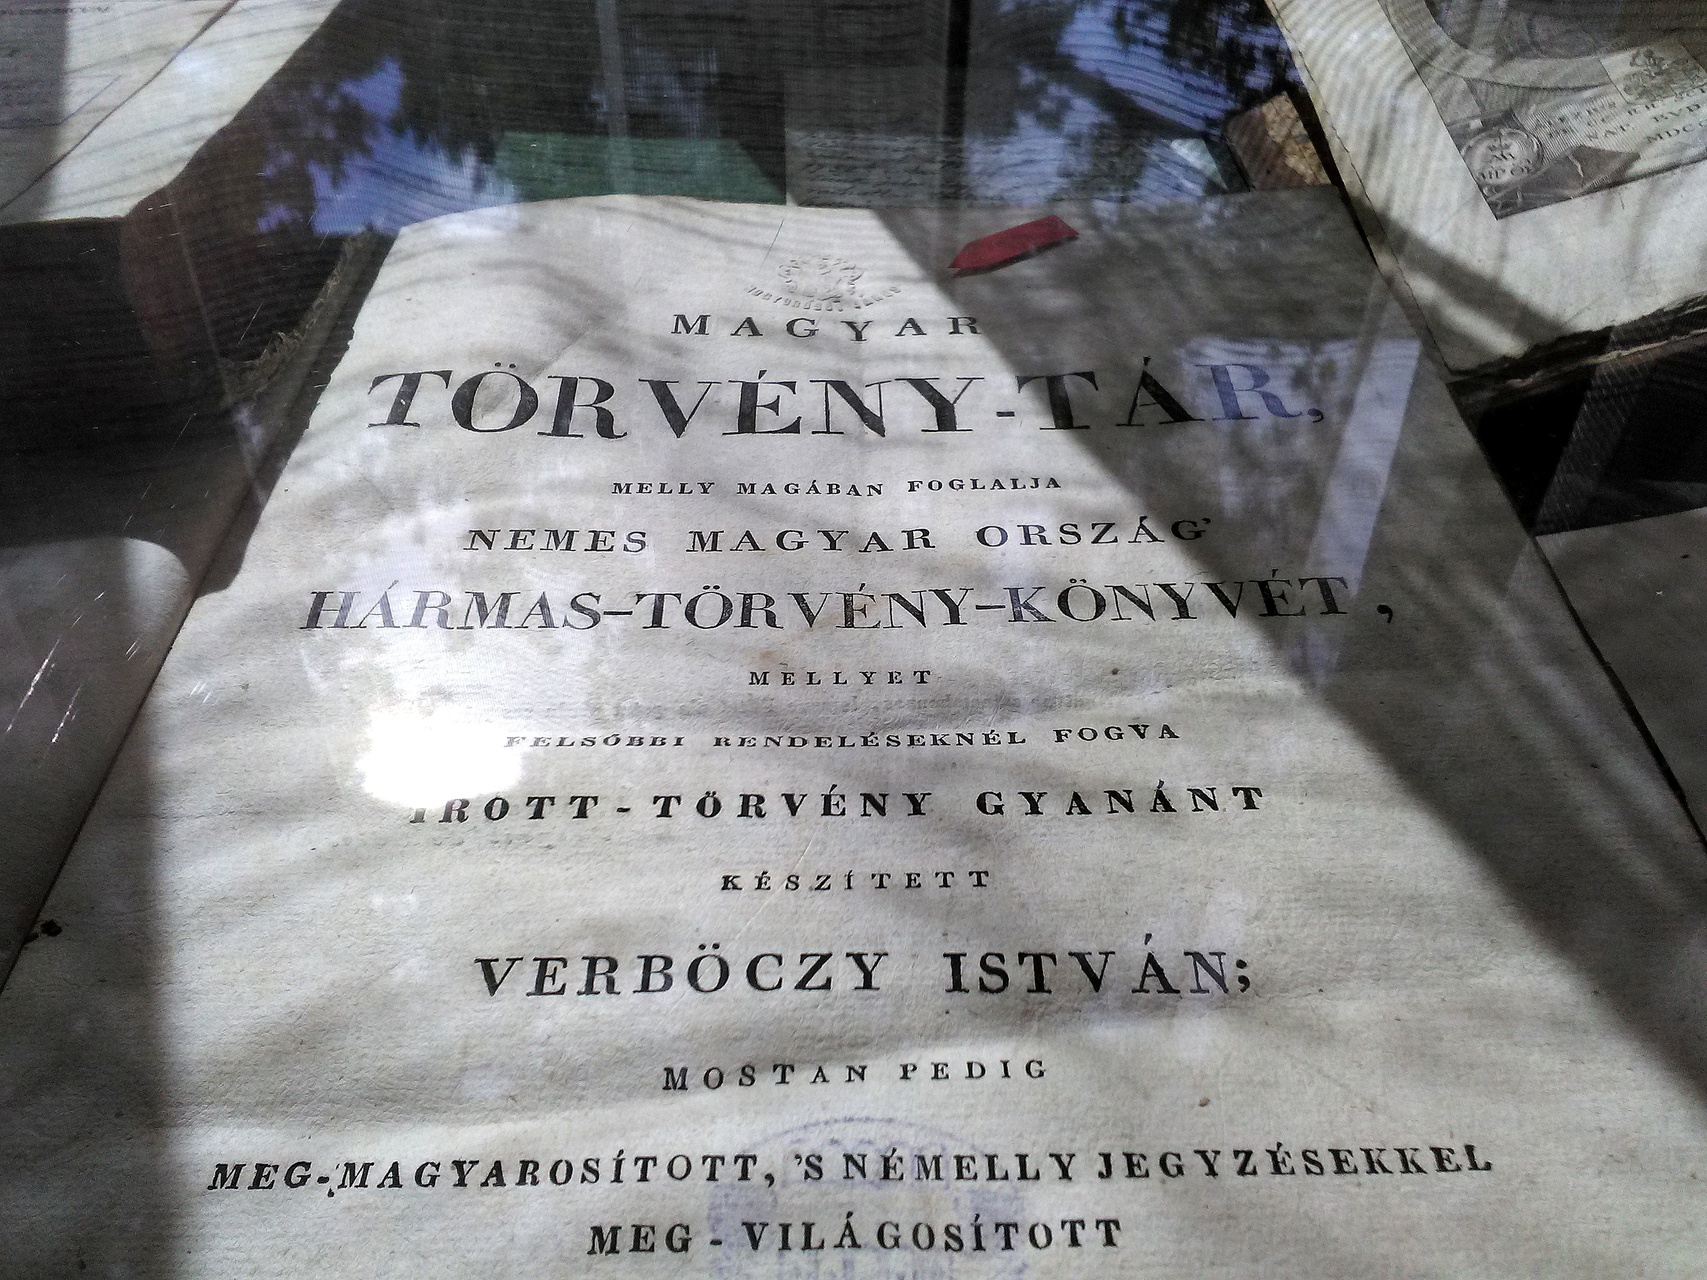 MAGYAR
TÖRVÉNY-TÁR,
MELLY MAGÁBAN FOGLALJA
NEMES MAGYAR ORSZÁG'
HÁRMAS-TÖRVÉNY-KÖNYVÉT,
MELLYET
FELSŐBBI RENDELÉSEKNÉL FOGVA
ÍROTT-TÖRVÉNY GYANÁNT
KÉSZÍTETT
VERBÖCZY ISTVÁN;
MOSTAN PEDIG
MEG-MAGYAROSÍTOTT, 'S NÉMELLY JEGYZÉSEKKEL
MEG-VILÁGOSÍTOTT